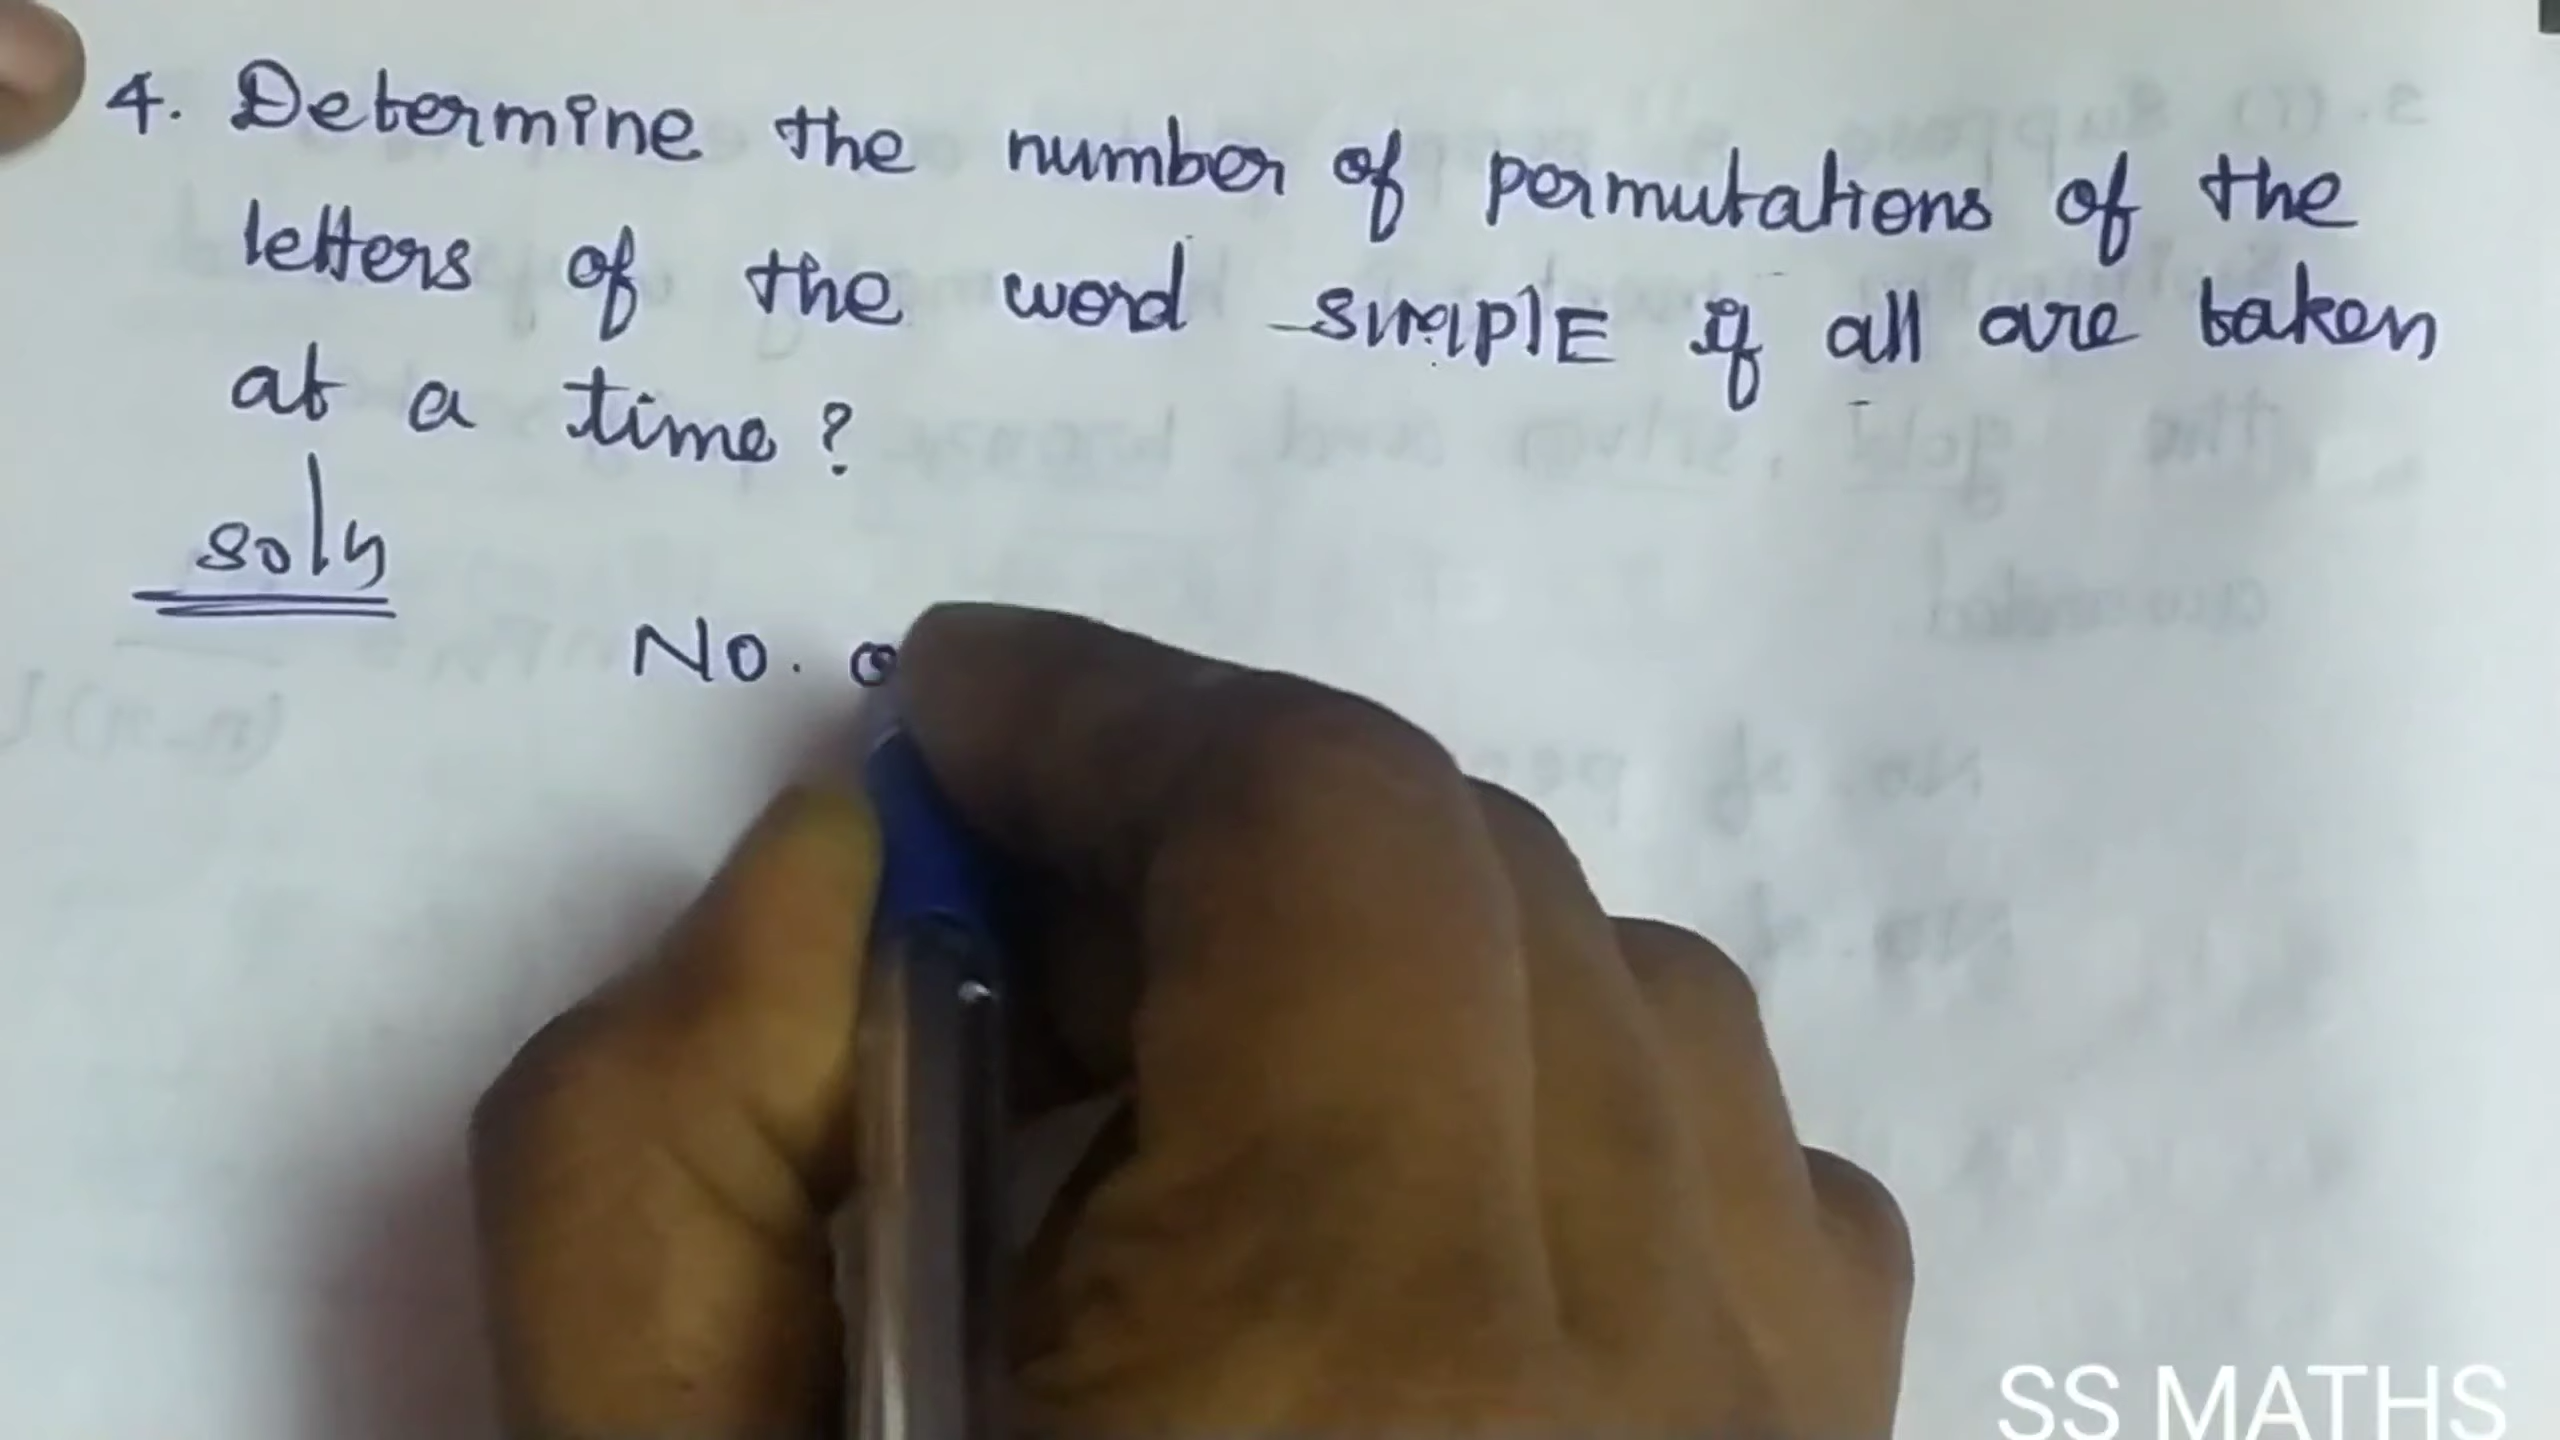 4. Determine the number of permutations of the
letters of the word SIMPlE if all are taken
at a time?
soln
No. o
SS MATHS